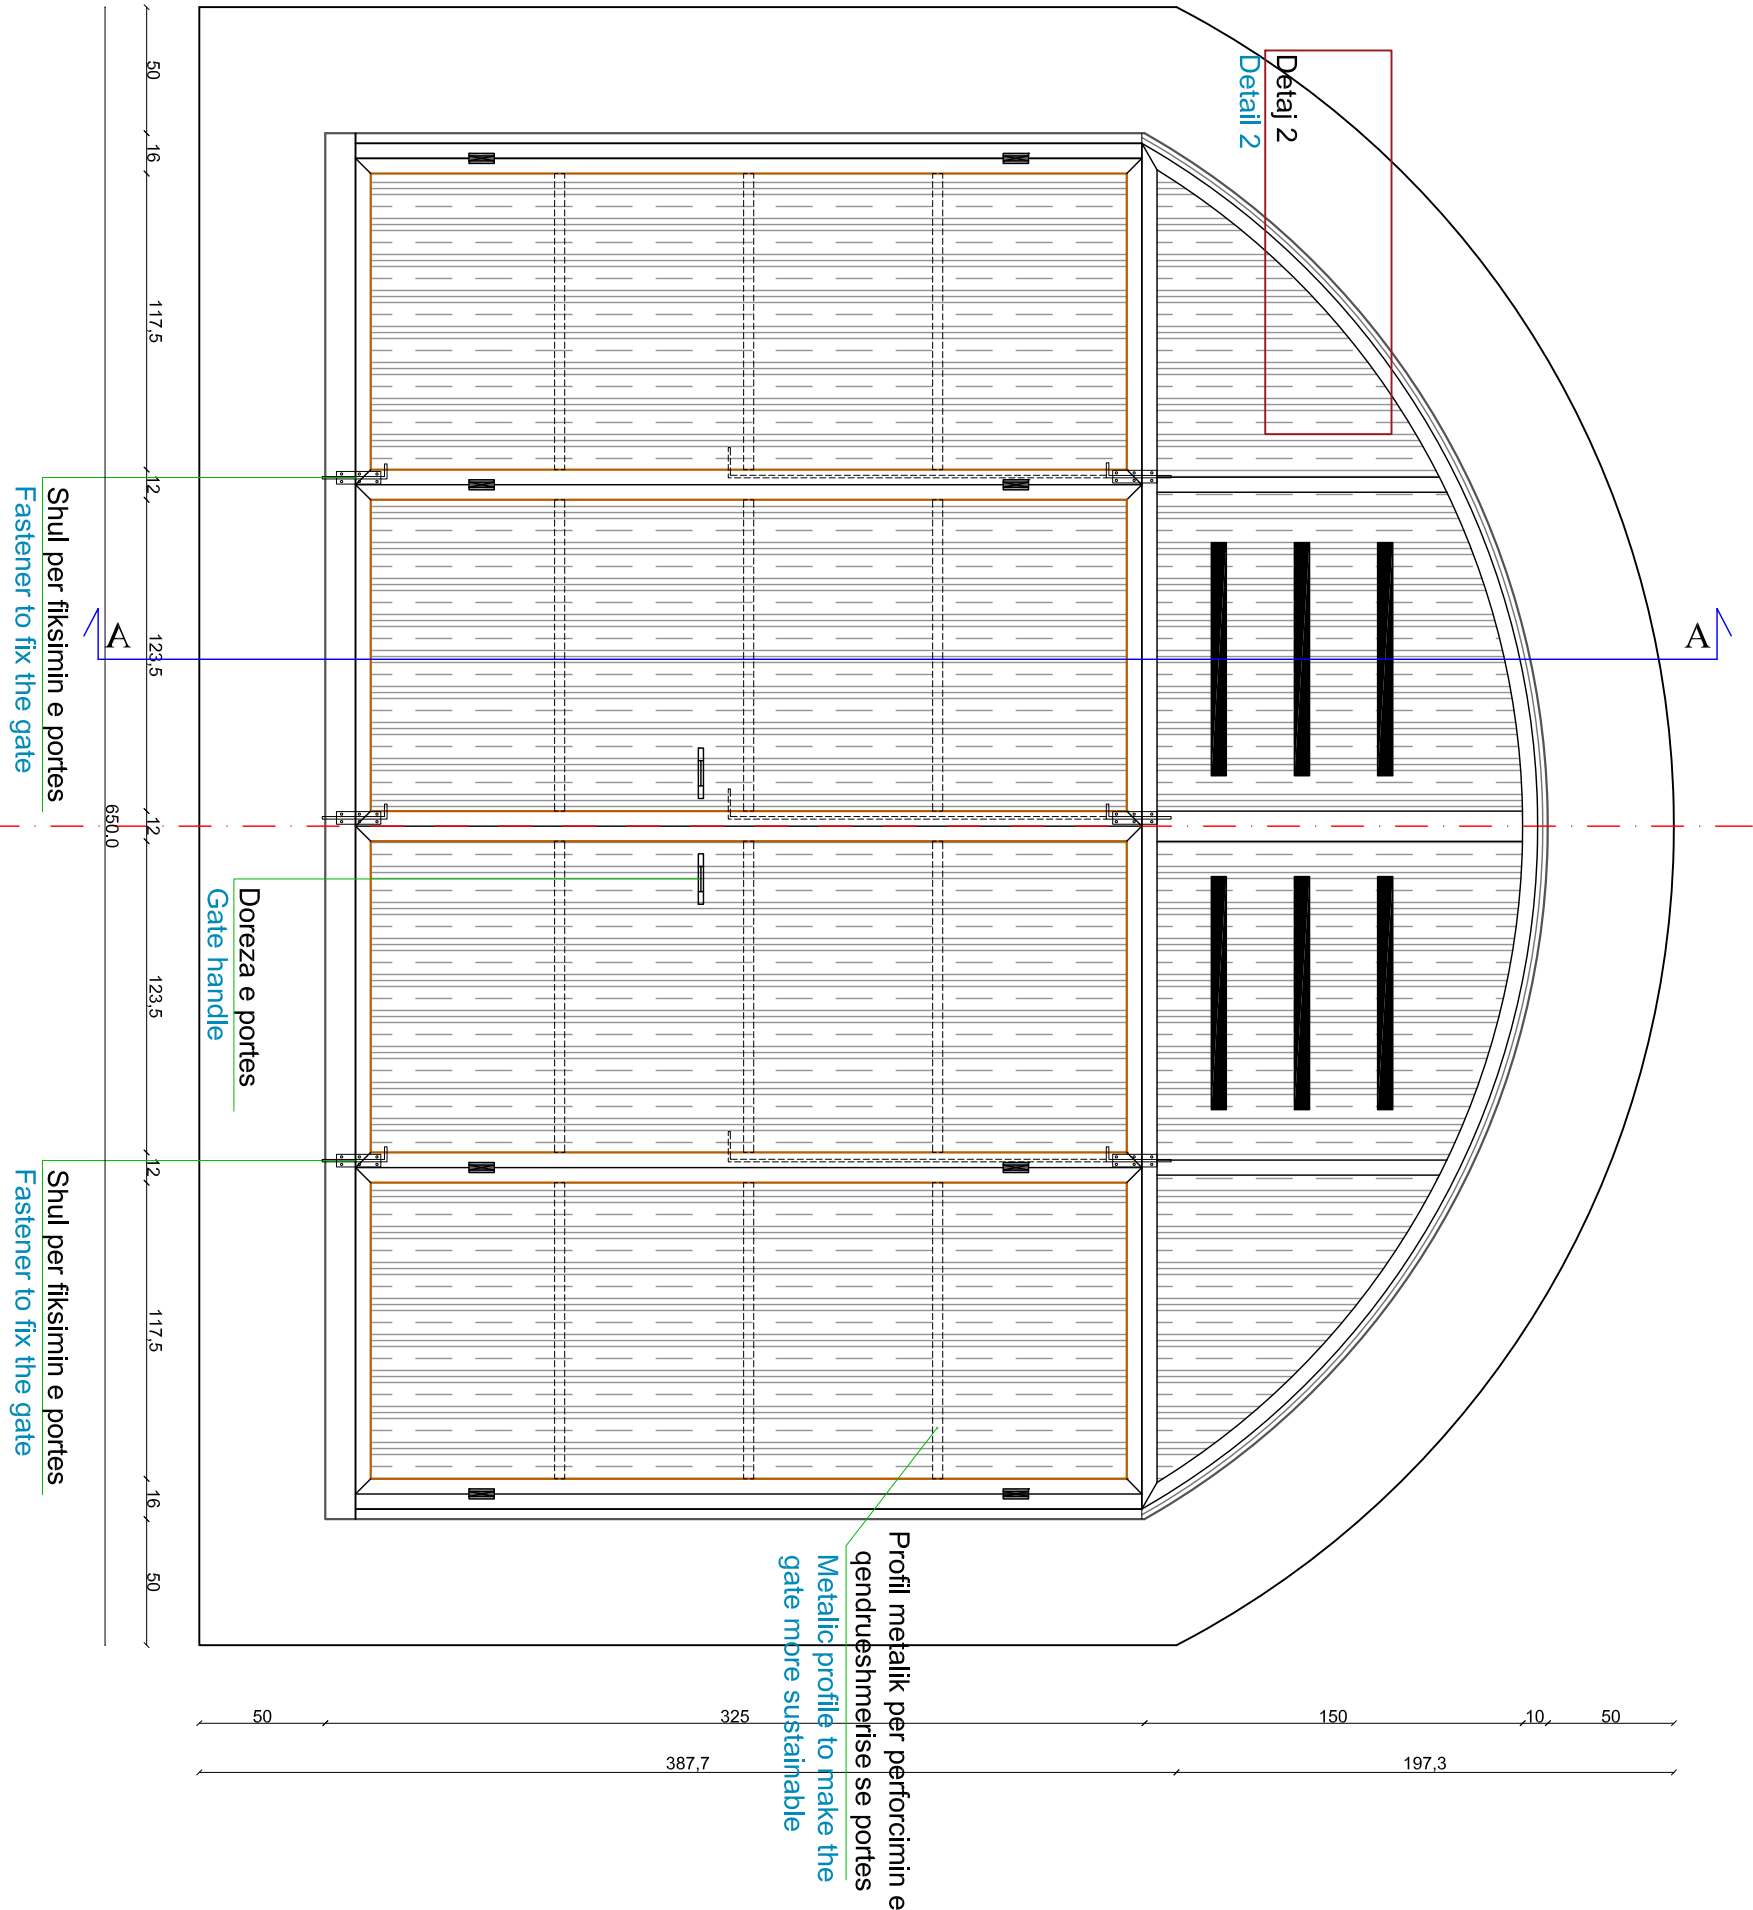 Detaj 2
Detail 2
A
A
Shul per fiksimin e portes
Fastener to fix the gate
Doreza e portes
Gate handle
Shul per fiksimin e portes
Fastener to fix the gate
Profil metalik per perforcimin e
qendrueshmerise se portes
Metalic profile to make the
gate more sustainable
50
16
117,5
12
123,5
12
123,5
12
117,5
16
50
650.0
50
325
150
10
50
387,7
197,3